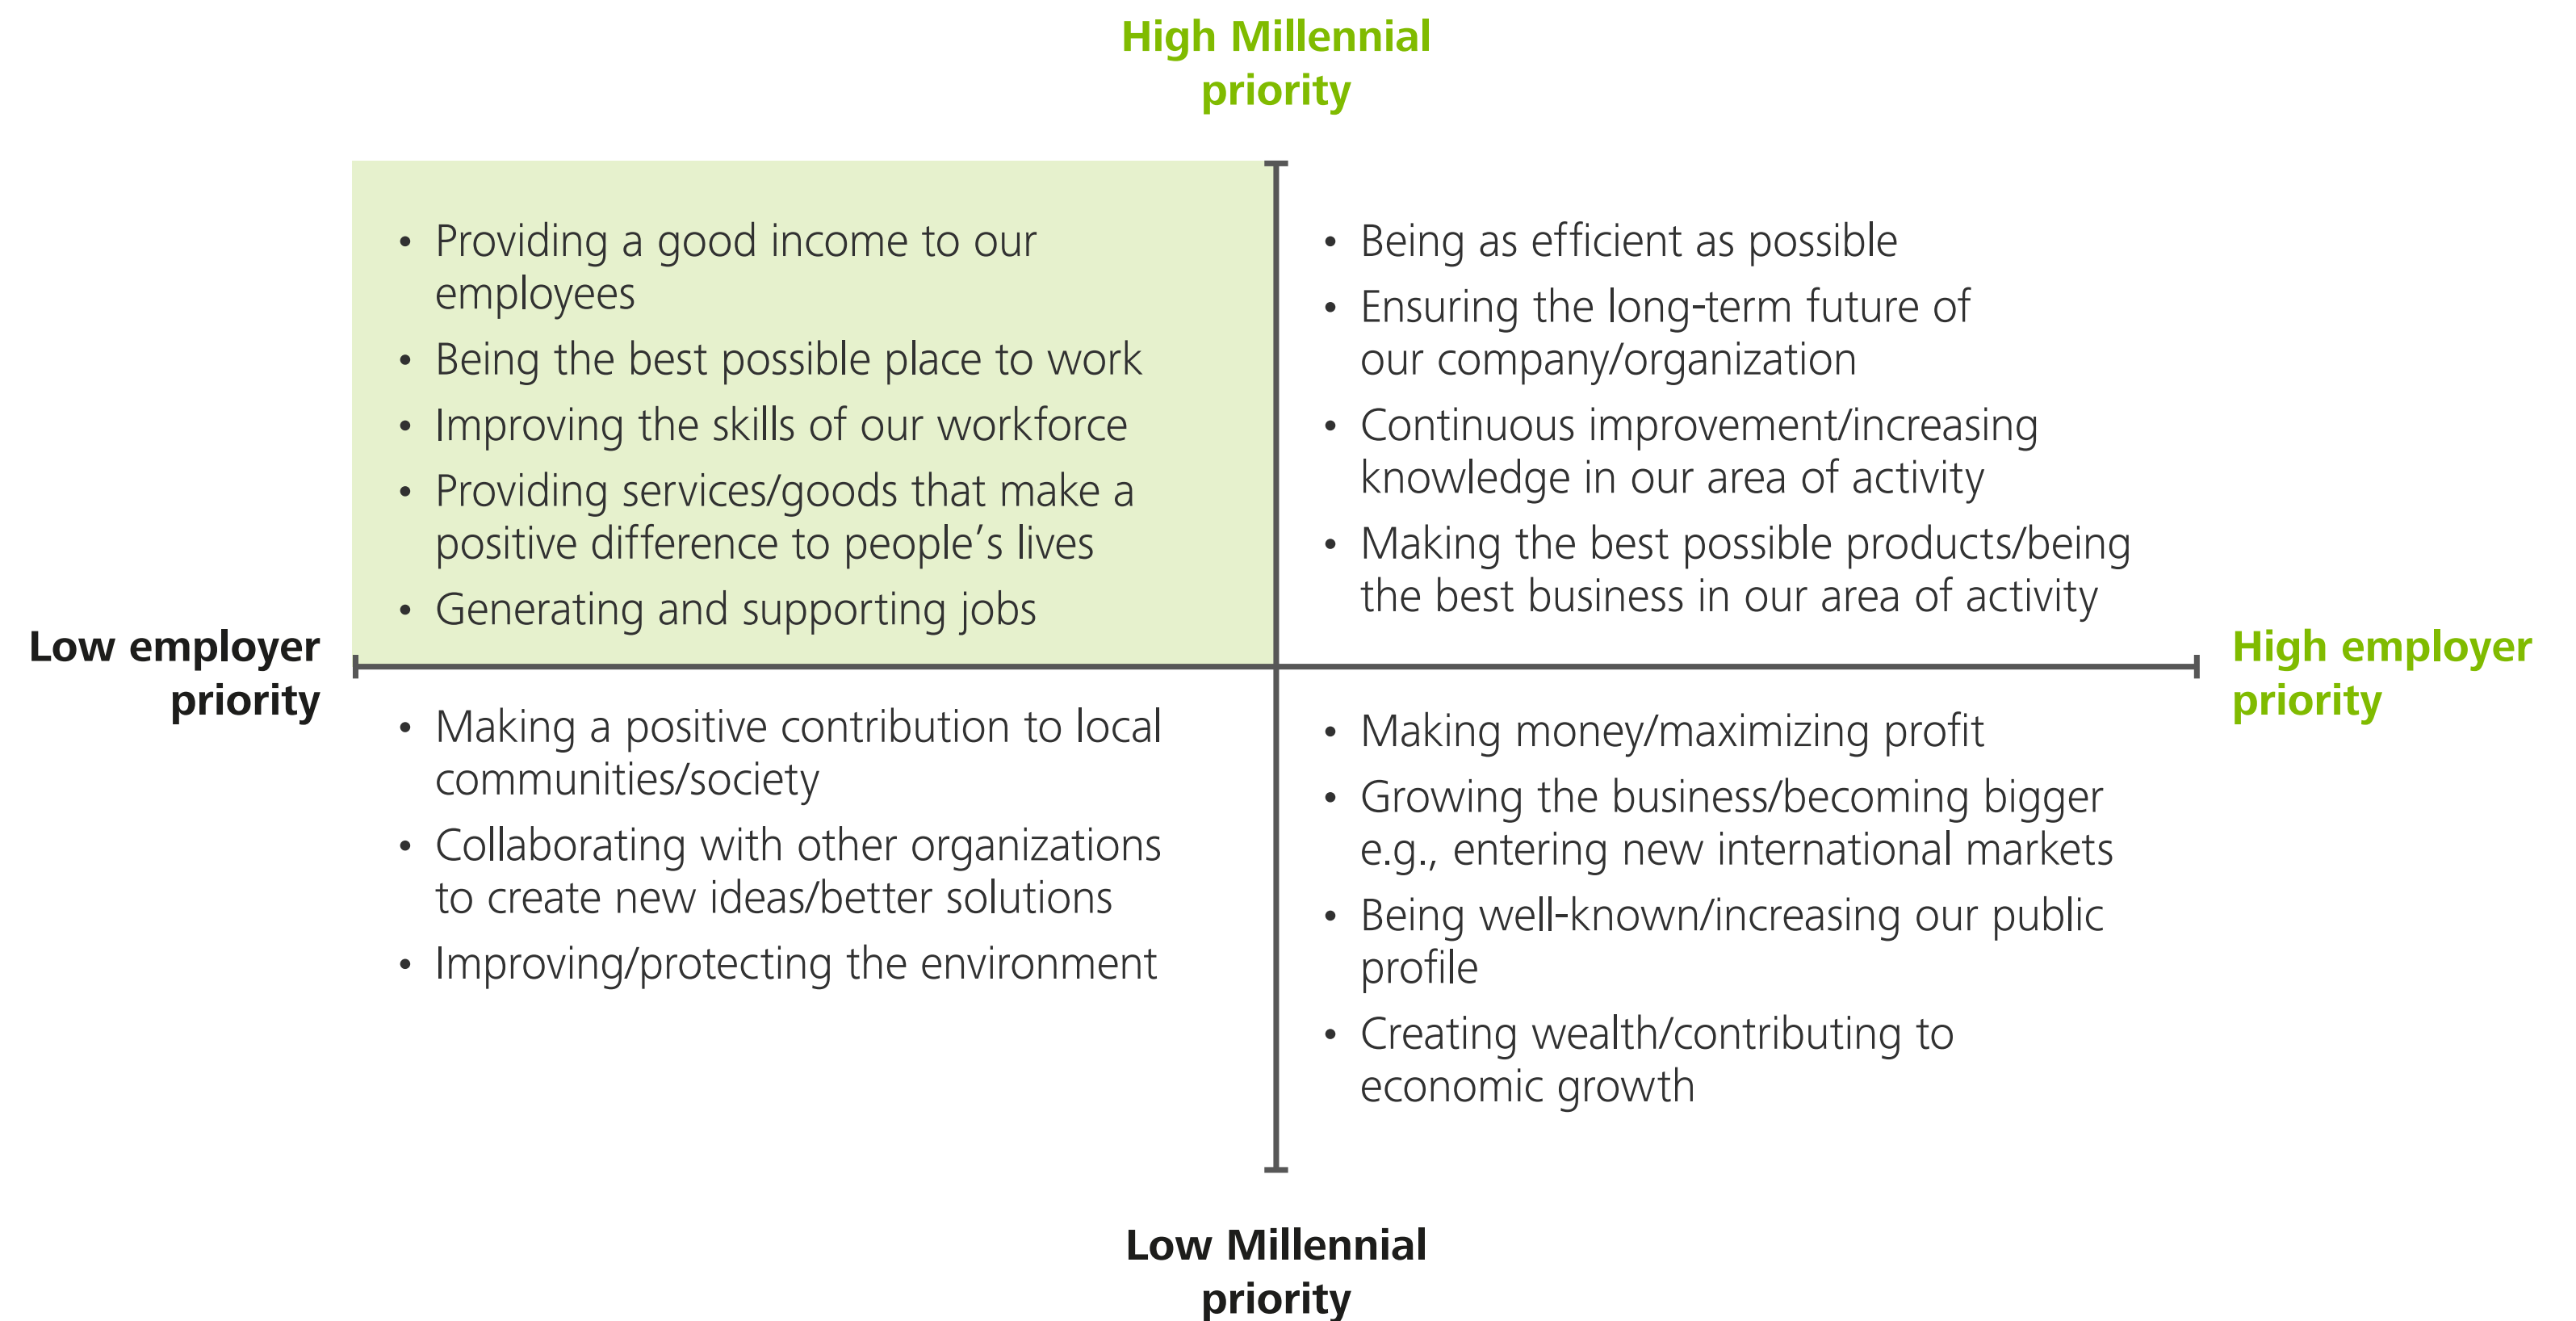 High Millennial
priority
• Providing a good income to our
employees
• Being the best possible place to work
• Improving the skills of our workforce
• Providing services/goods that make a
positive difference to people’s lives
• Generating and supporting jobs
• Being as efficient as possible
• Ensuring the long-term future of
our company/organization
• Continuous improvement/increasing
knowledge in our area of activity
• Making the best possible products/being
the best business in our area of activity
Low employer
priority
High employer
priority
• Making a positive contribution to local
communities/society
• Collaborating with other organizations
to create new ideas/better solutions
• Improving/protecting the environment
• Making money/maximizing profit
• Growing the business/becoming bigger
e.g., entering new international markets
• Being well-known/increasing our public
profile
• Creating wealth/contributing to
economic growth
Low Millennial
priority